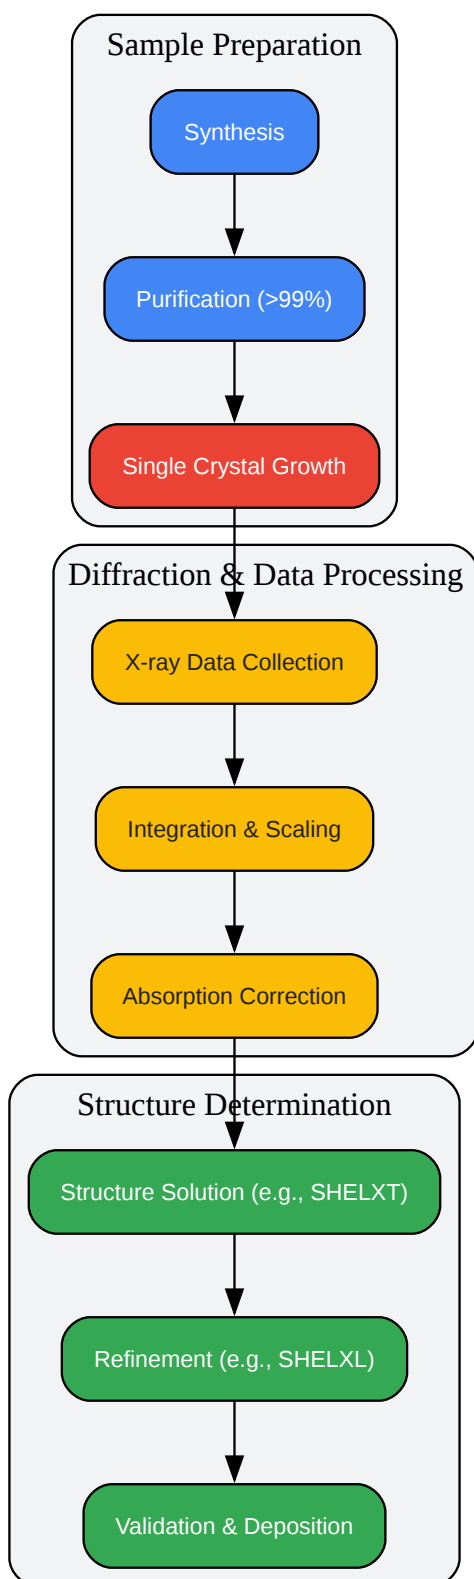 Sample Preparation
Synthesis
Purification (>99%)
Single Crystal Growth
Diffraction & Data Processing
X-ray Data Collection
Integration & Scaling
Absorption Correction
Structure Determination
Structure Solution (e.g., SHELXT)
Refinement (e.g., SHELXL)
Validation & Deposition